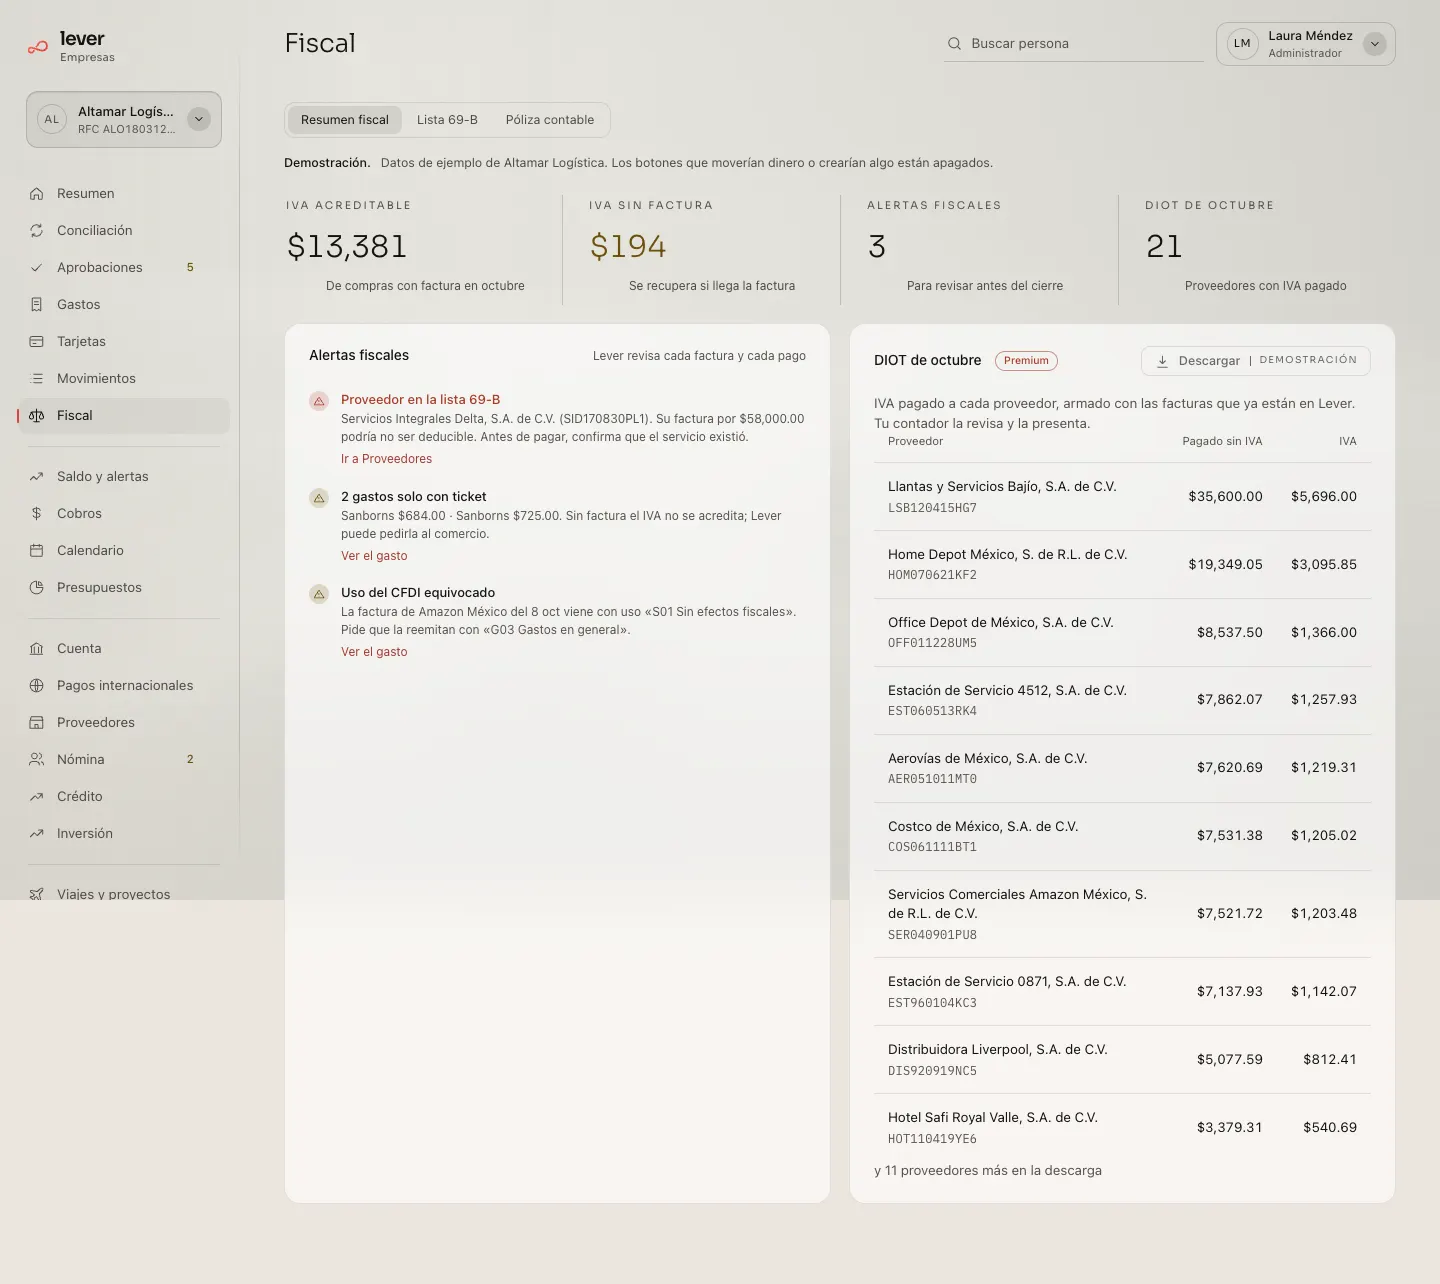 lever
Empresas
AL
Altamar Logís...
RFC ALO180312...
Resumen
Conciliación
Aprobaciones 5
Gastos
Tarjetas
Movimientos
Fiscal
Saldo y alertas
Cobros
Calendario
Presupuestos
Cuenta
Pagos internacionales
Proveedores
Nómina 2
Crédito
Inversión
Viajes y proyectos
Fiscal
Buscar persona
LM
Laura Méndez
Administrador
Resumen fiscal Lista 69-B Póliza contable
Demostración. Datos de ejemplo de Altamar Logística. Los botones que moverían dinero o crearían algo están apagados.
IVA ACREDITABLE
$13,381
De compras con factura en octubre
IVA SIN FACTURA
$194
Se recupera si llega la factura
ALERTAS FISCALES
3
Para revisar antes del cierre
DIOT DE OCTUBRE
21
Proveedores con IVA pagado
Alertas fiscales Lever revisa cada factura y cada pago
Proveedor en la lista 69-B
Servicios Integrales Delta, S.A. de C.V. (SID170830PL1). Su factura por $58,000.00
podría no ser deducible. Antes de pagar, confirma que el servicio existió.
Ir a Proveedores
2 gastos solo con ticket
Sanborns $684.00 · Sanborns $725.00. Sin factura el IVA no se acredita; Lever
puede pedirla al comercio.
Ver el gasto
Uso del CFDI equivocado
La factura de Amazon México del 8 oct viene con uso «S01 Sin efectos fiscales».
Pide que la reemitan con «G03 Gastos en general».
Ver el gasto
DIOT de octubre Premium Descargar | DEMOSTRACIÓN
IVA pagado a cada proveedor, armado con las facturas que ya están en Lever.
Tu contador la revisa y la presenta.
Proveedor Pagado sin IVA IVA
Llantas y Servicios Bajío, S.A. de C.V.
LSB120415HG7
$35,600.00 $5,696.00
Home Depot México, S. de R.L. de C.V.
HOM070621KF2
$19,349.05 $3,095.85
Office Depot de México, S.A. de C.V.
OFF011228UM5
$8,537.50 $1,366.00
Estación de Servicio 4512, S.A. de C.V.
EST060513RK4
$7,862.07 $1,257.93
Aerovías de México, S.A. de C.V.
AER051011MT0
$7,620.69 $1,219.31
Costco de México, S.A. de C.V.
COS061111BT1
$7,531.38 $1,205.02
Servicios Comerciales Amazon México, S.
de R.L. de C.V.
SER040901PU8
$7,521.72 $1,203.48
Estación de Servicio 0871, S.A. de C.V.
EST960104KC3
$7,137.93 $1,142.07
Distribuidora Liverpool, S.A. de C.V.
DIS920919NC5
$5,077.59 $812.41
Hotel Safi Royal Valle, S.A. de C.V.
HOT110419YE6
$3,379.31 $540.69
y 11 proveedores más en la descarga